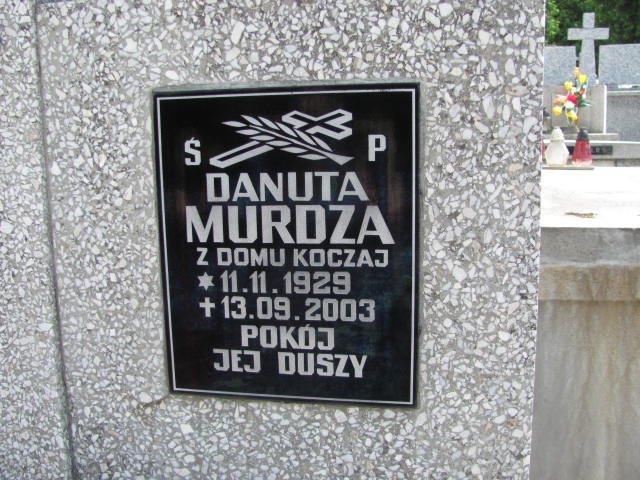 Ś P
DANUTA
MURDZA
Z DOMU KOCZAJ
✶ 11.11.1929
✝ 13.09.2003
POKÓJ
JEJ DUSZY